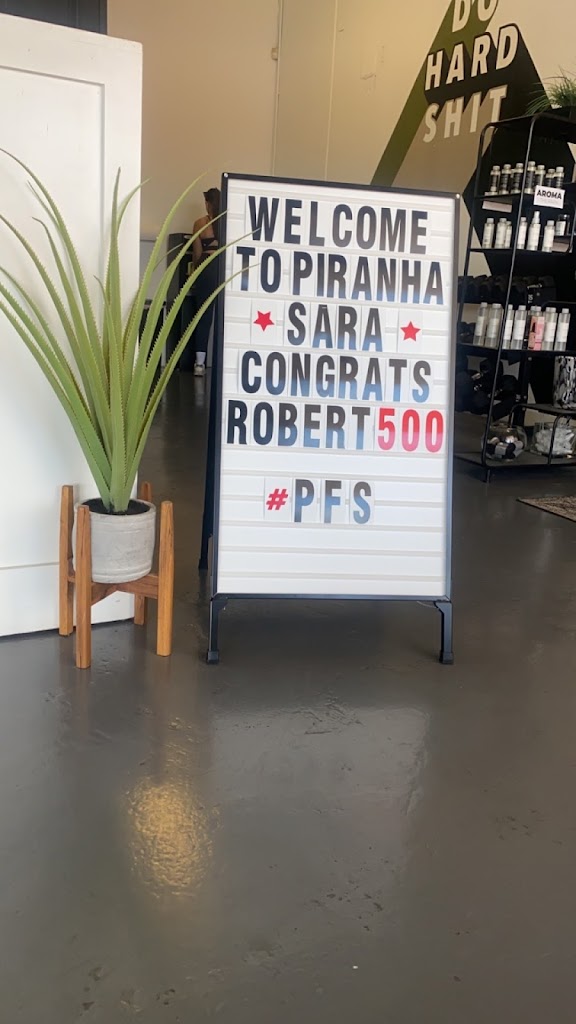 DO
HARD
SHIT
AROMA
WELCOME
TO PIRANHA
SARA
CONGRATS
ROBERT 500
#PFS